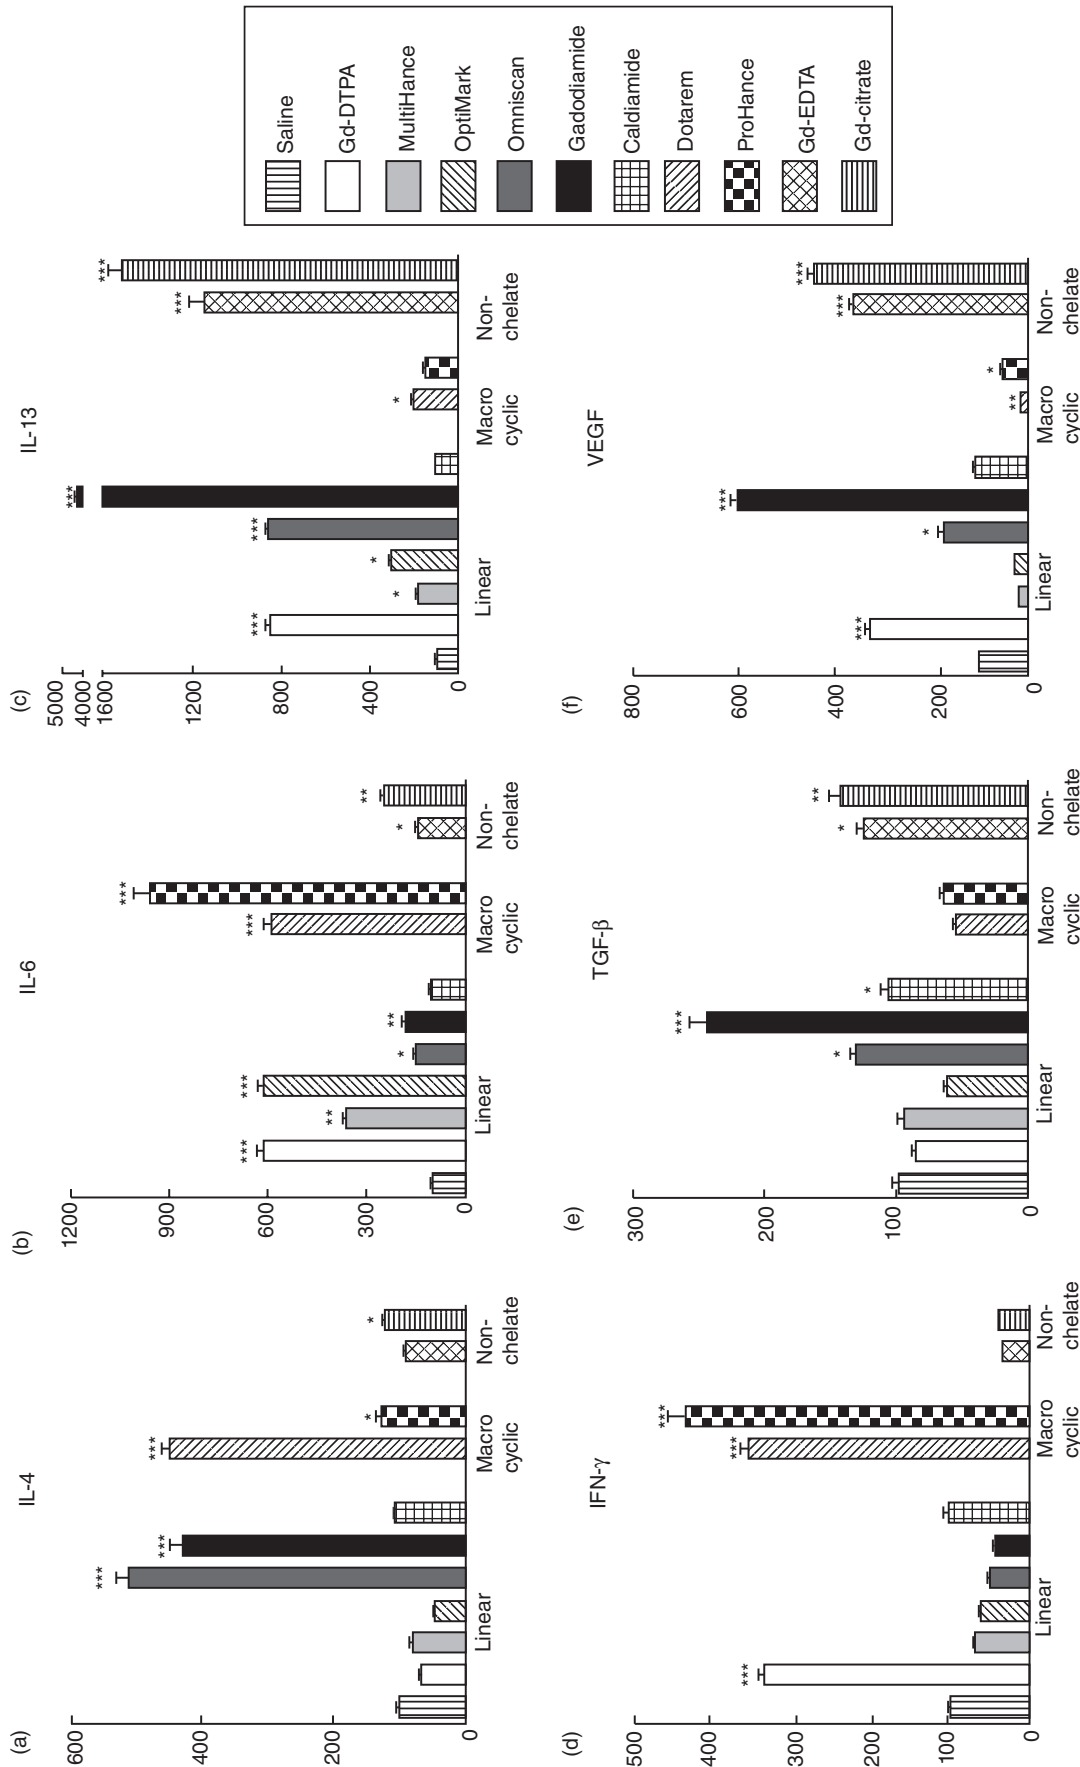 (a)
IL-4
600
400
200
0
***
***
***
*
*
Linear
Macro
cyclic
Non-
chelate
(b)
IL-6
1200
900
600
300
0
***
**
***
*
**
***
***
*
**
Linear
Macro
cyclic
Non-
chelate
(c)
IL-13
5000
4000
1600
1200
800
400
0
***
*
*
***
***
*
***
***
Linear
Macro
cyclic
Non-
chelate
(d)
IFN-γ
500
400
300
200
100
0
***
***
***
Linear
Macro
cyclic
Non-
chelate
(e)
TGF-β
300
200
100
0
*
***
*
*
**
Linear
Macro
cyclic
Non-
chelate
(f)
VEGF
800
600
400
200
0
***
*
***
**
*
***
***
Linear
Macro
cyclic
Non-
chelate
Saline
Gd-DTPA
MultiHance
OptiMark
Omniscan
Gadodiamide
Caldiamide
Dotarem
ProHance
Gd-EDTA
Gd-citrate